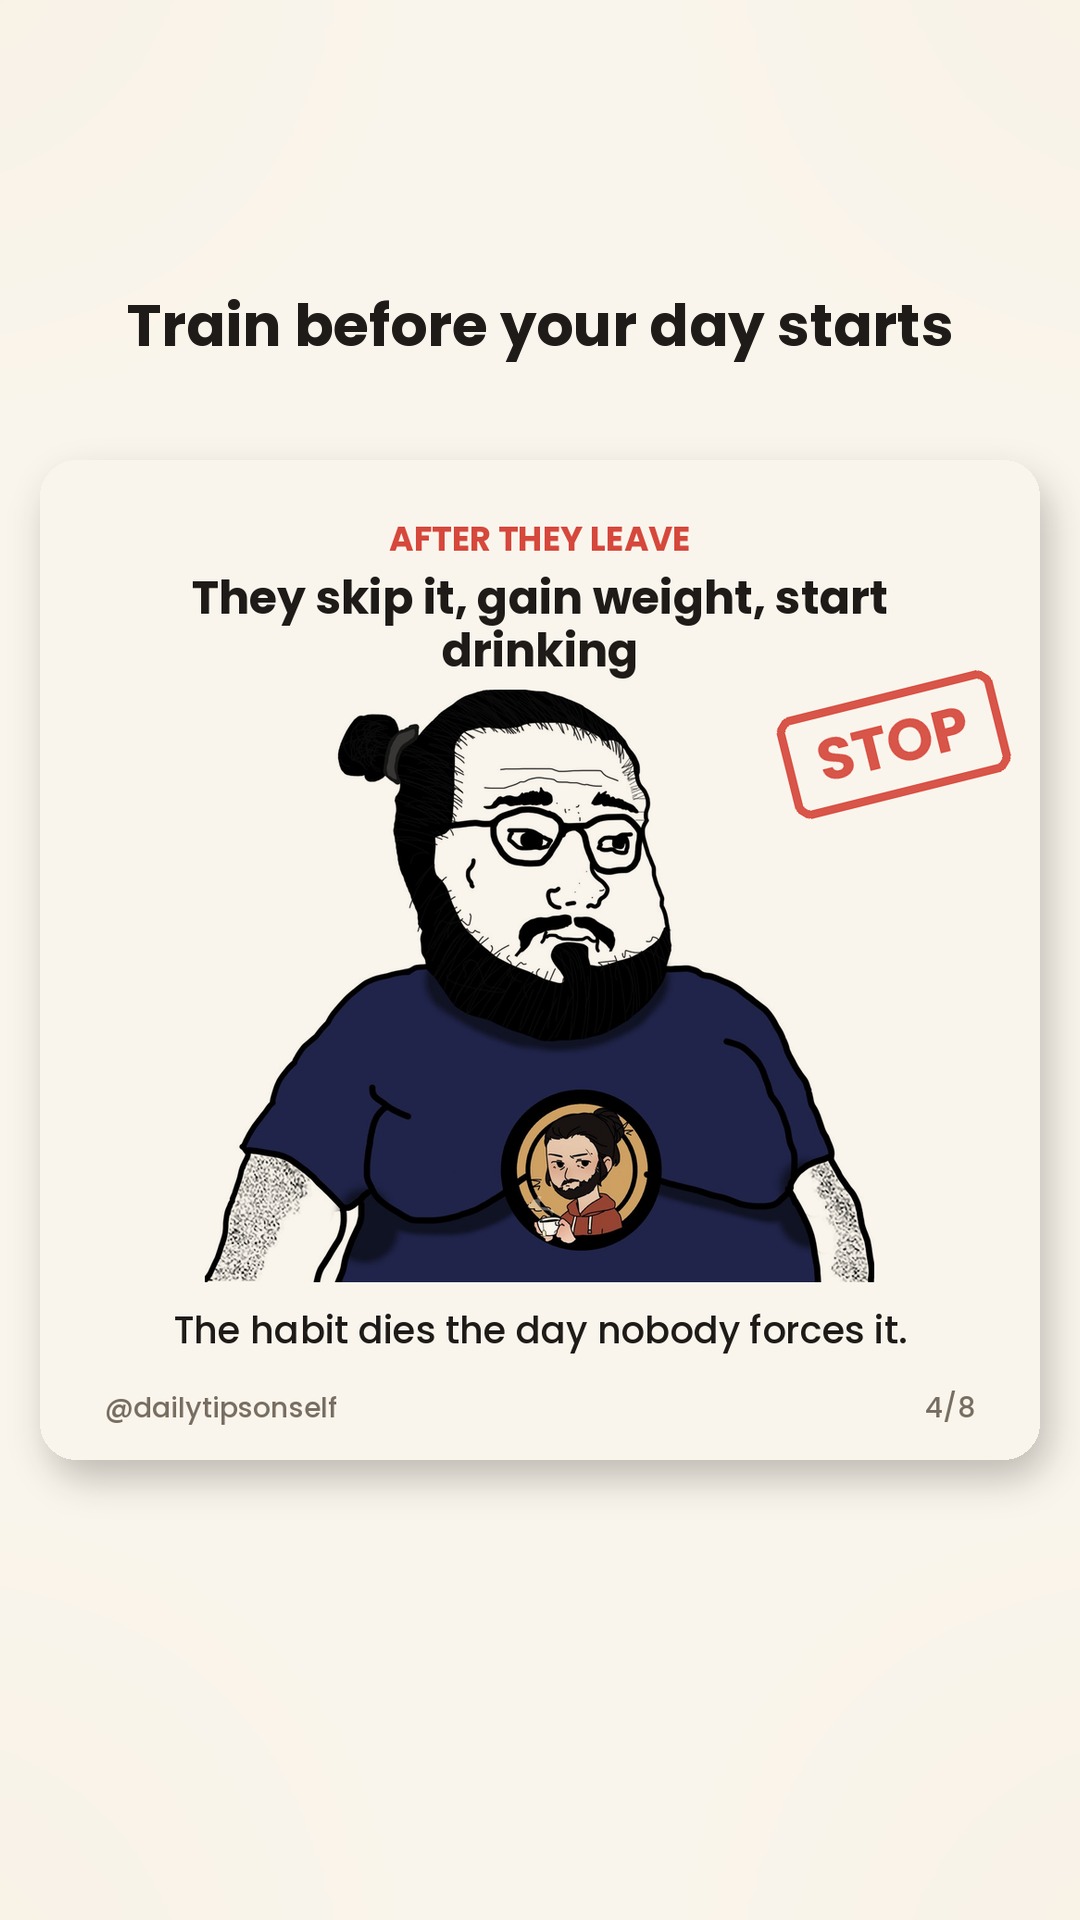 Train before your day starts
AFTER THEY LEAVE
They skip it, gain weight, start
drinking
STOP
The habit dies the day nobody forces it.
@dailytipsonself
4/8